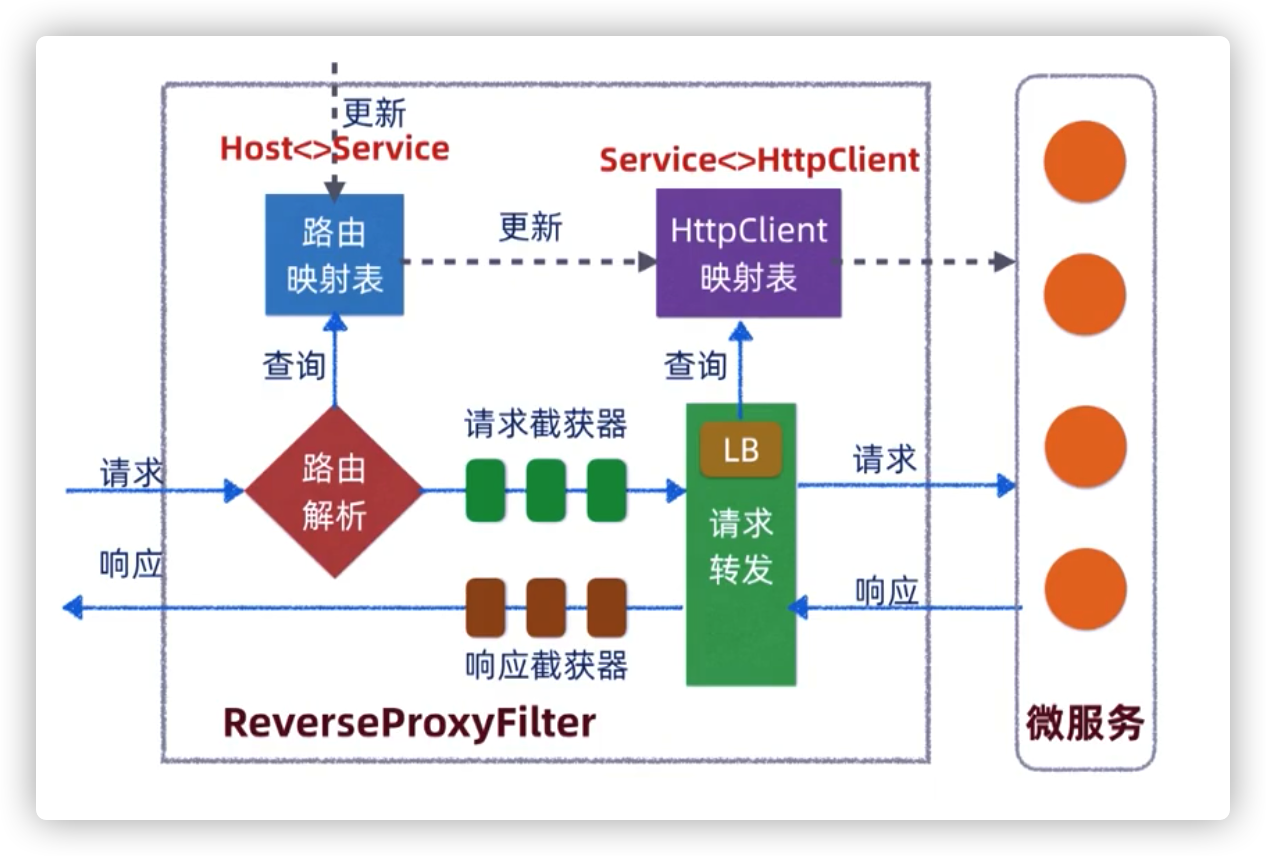 更新
Host<>Service
Service<>HttpClient
路由
映射表
更新
HttpClient
映射表
查询
查询
请求
路由
解析
请求截获器
LB
请求
转发
请求
响应
响应截获器
响应
ReverseProxyFilter
微服务